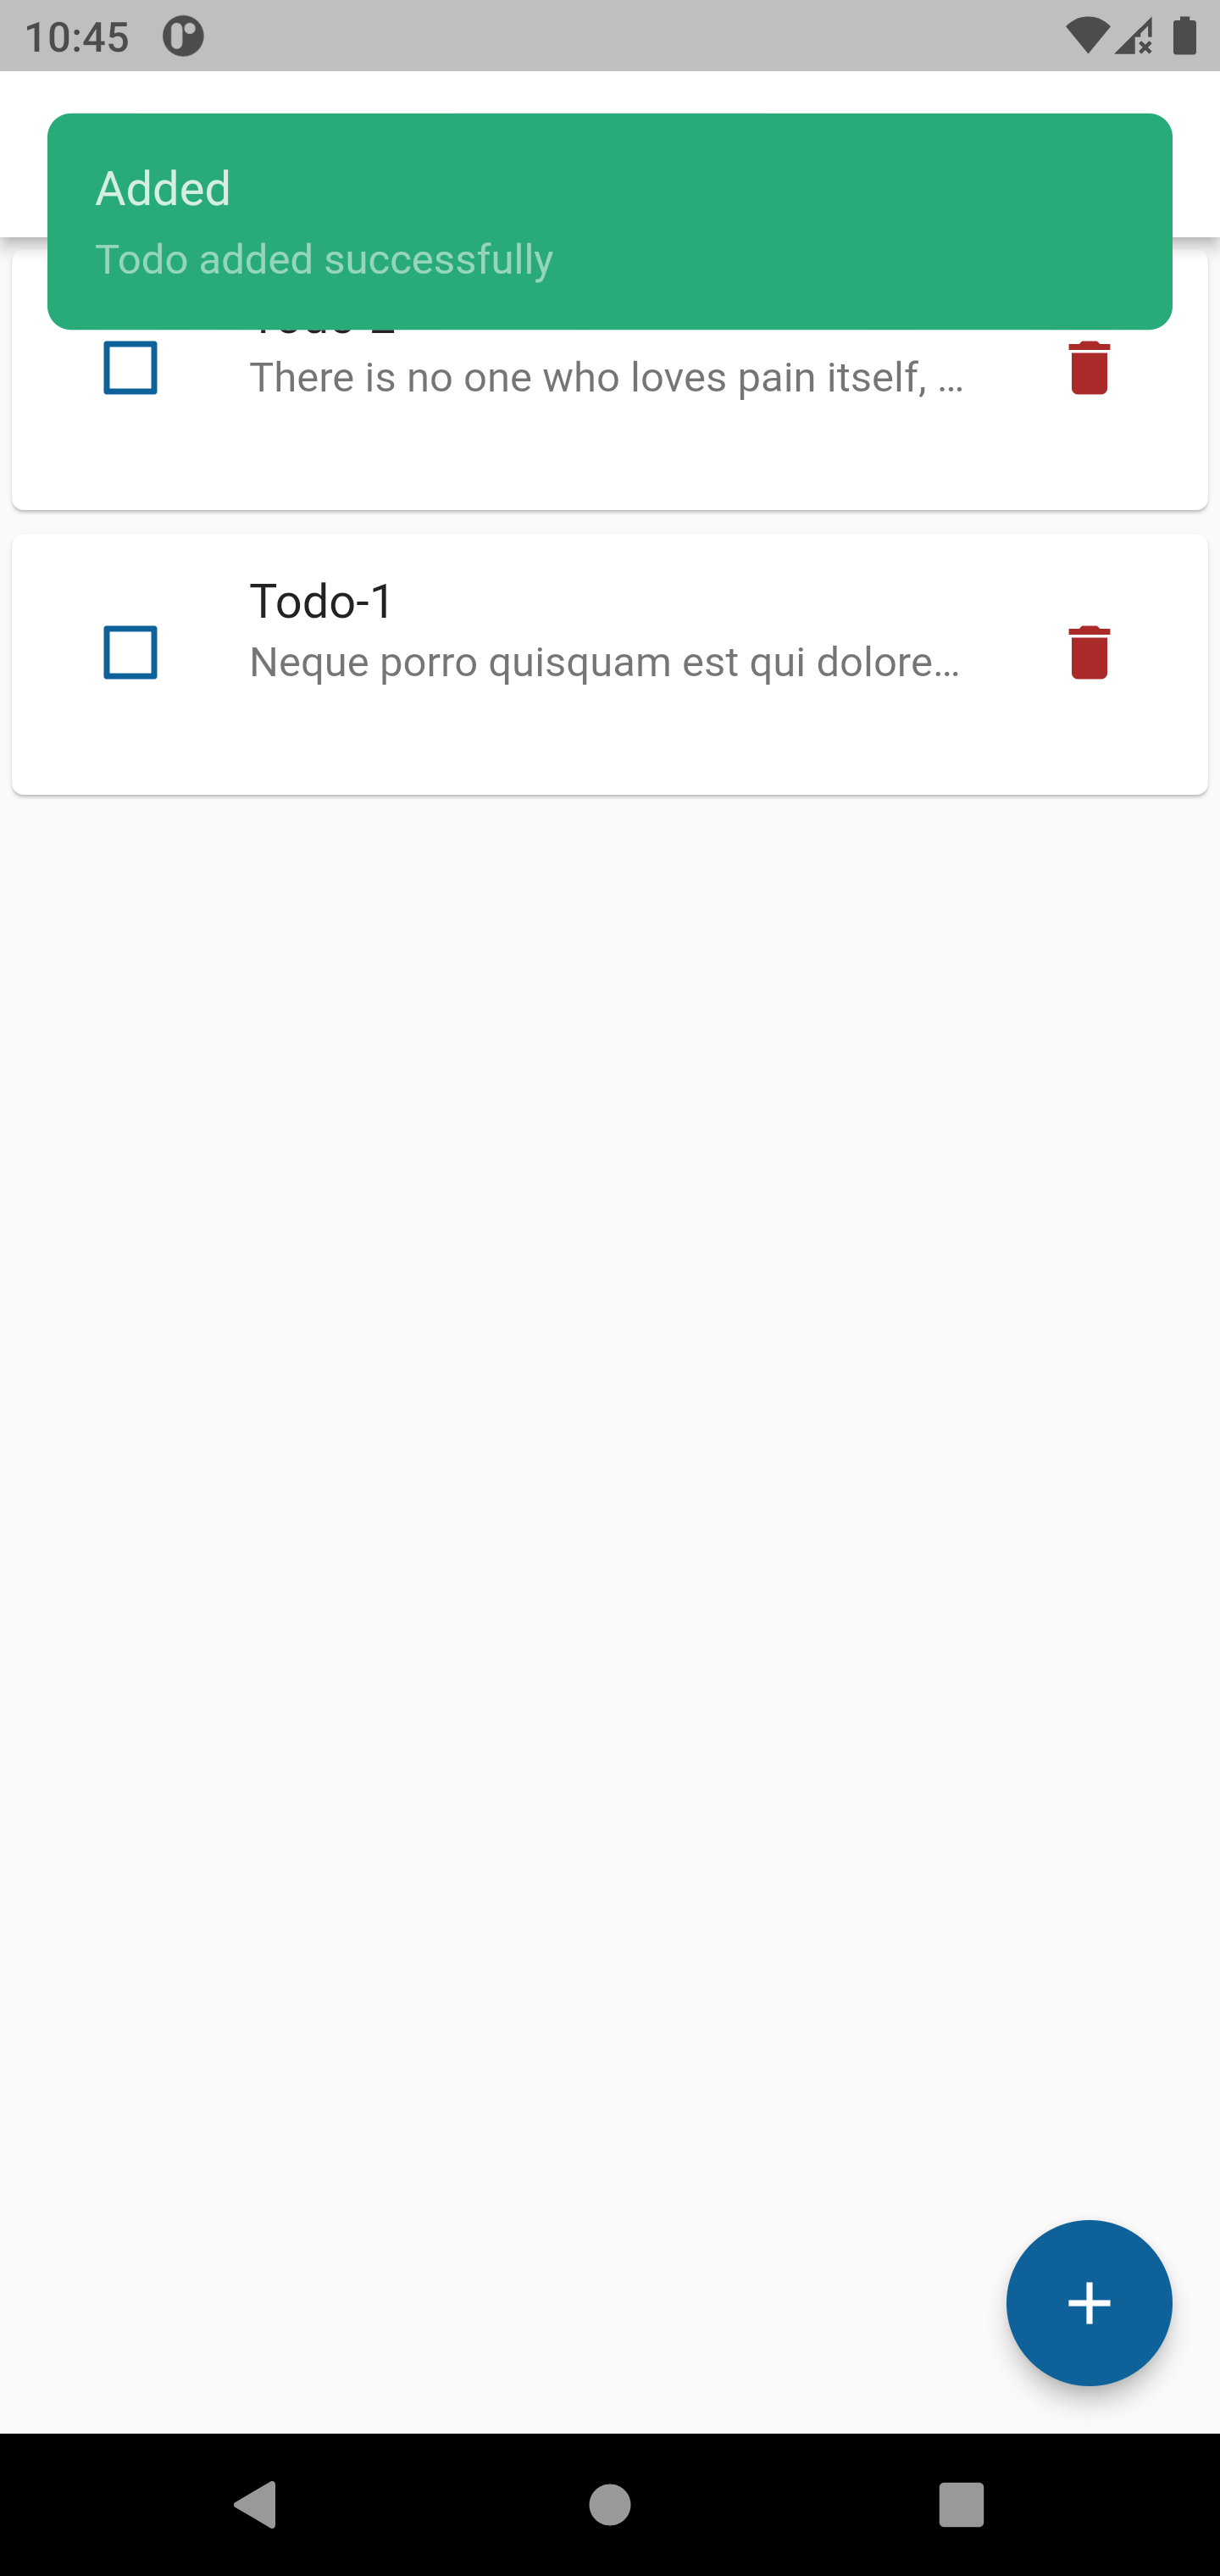 10:45
Added
Todo added successfully
There is no one who loves pain itself, ...
Todo-1
Neque porro quisquam est qui dolore...